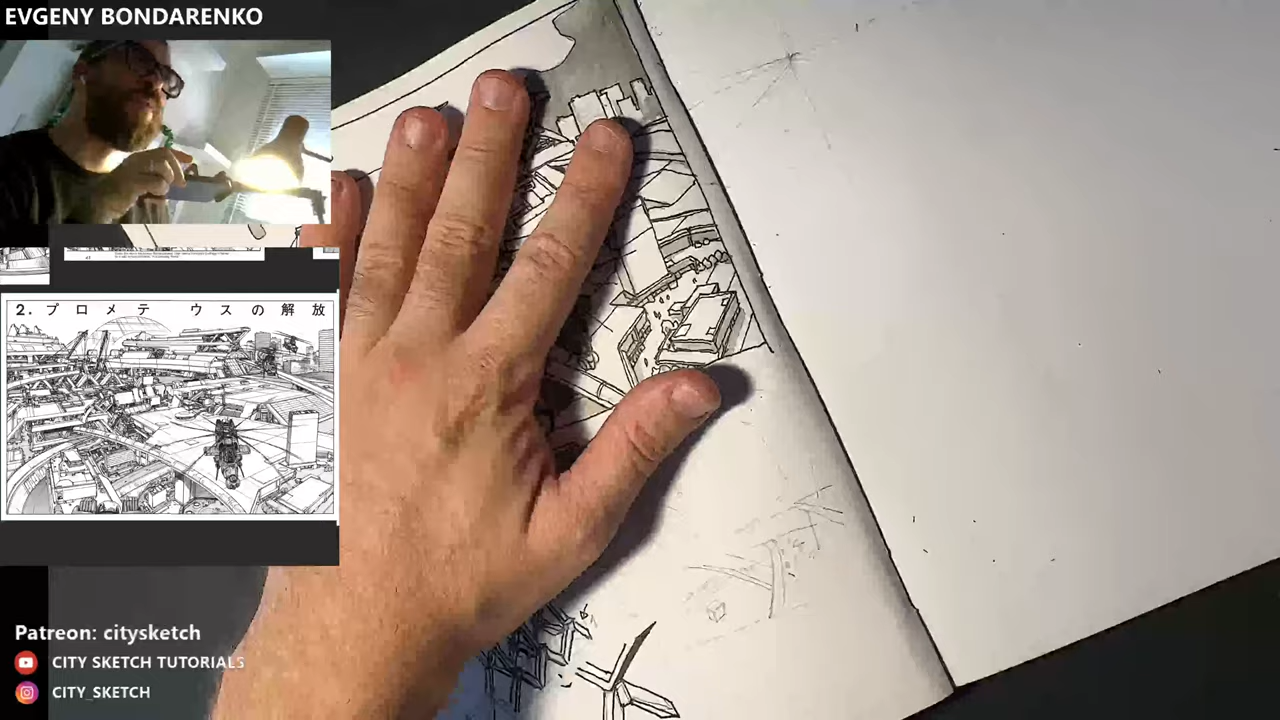 EVGENY BONDARENKO
2. プロメテ ウスの解放
Patreon: citysketch
CITY SKETCH TUTORIALS
CITY_SKETCH